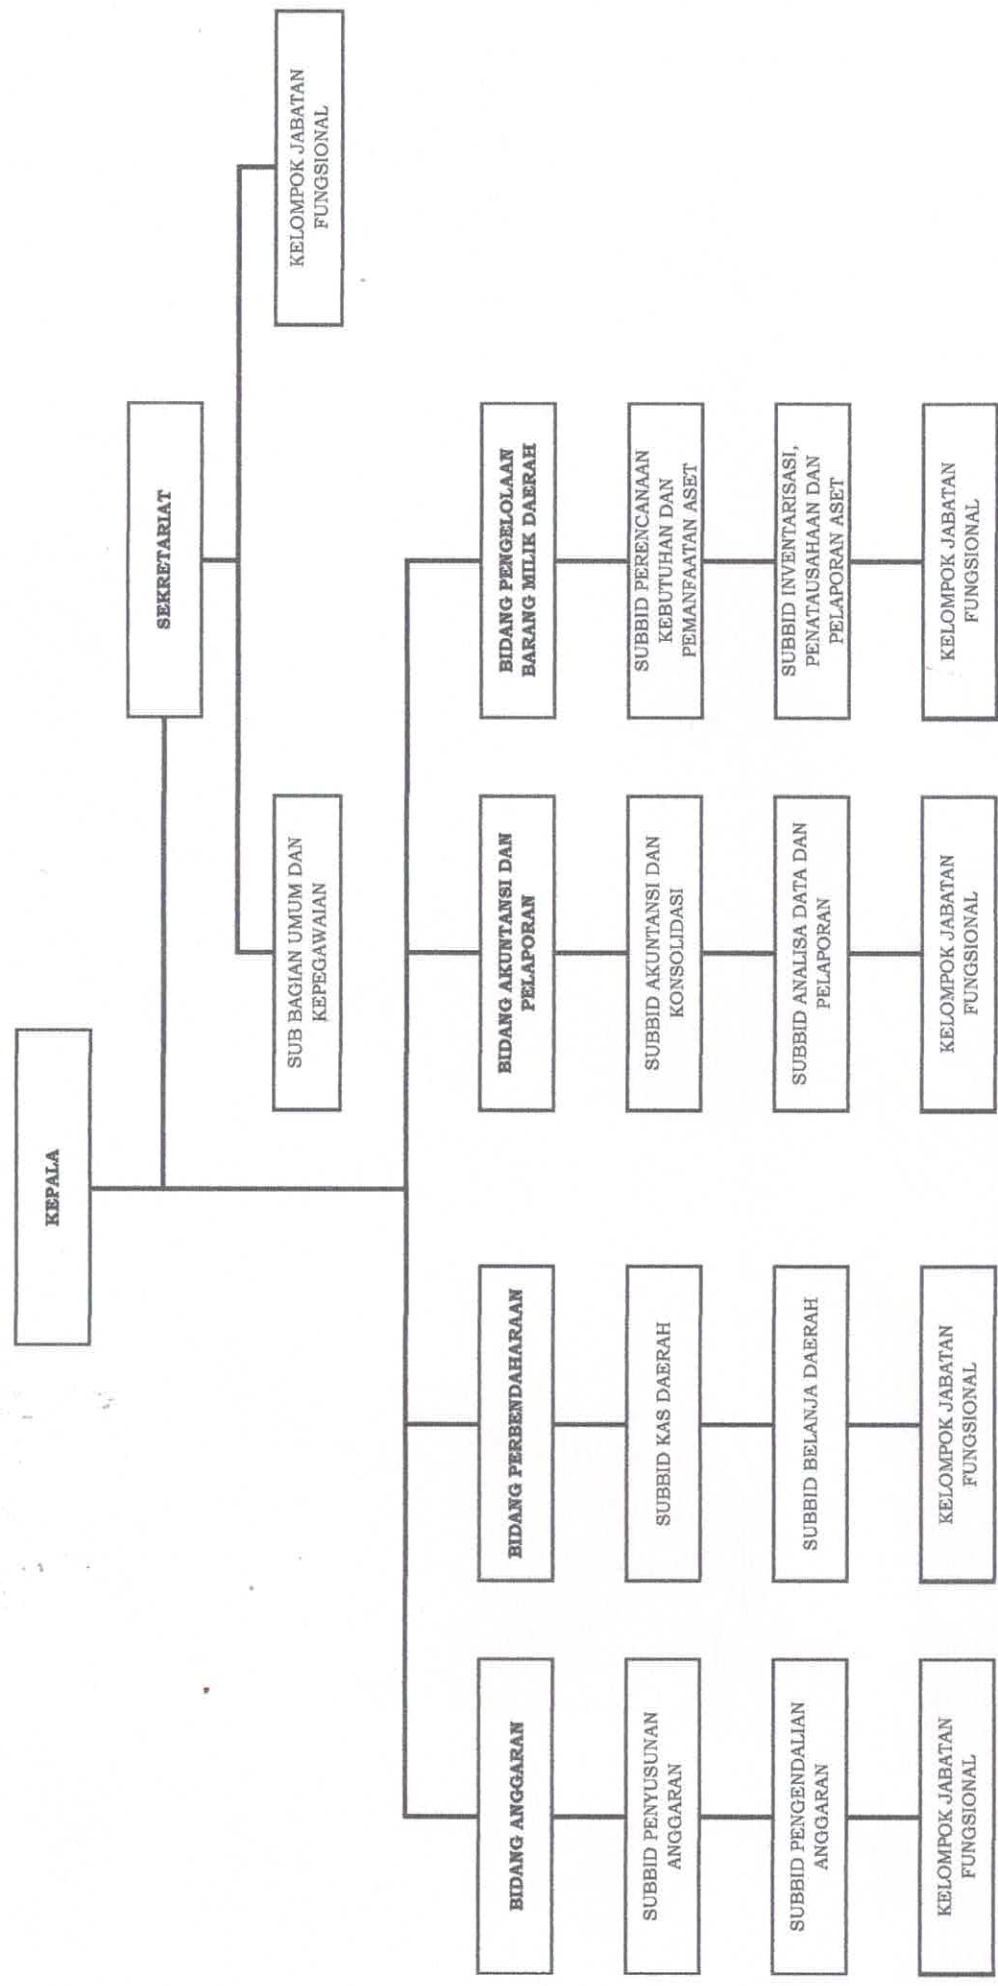 KEPALA
SEKRETARIAT
SUB BAGIAN UMUM DAN
KEPEGAWAIAN
KELOMPOK JABATAN
FUNGSIONAL
BIDANG ANGGARAN
SUBBID PENYUSUNAN
ANGGARAN
SUBBID PENGENDALIAN
ANGGARAN
KELOMPOK JABATAN
FUNGSIONAL
BIDANG PERBENDAHARAAN
SUBBID KAS DAERAH
SUBBID BELANJA DAERAH
KELOMPOK JABATAN
FUNGSIONAL
BIDANG AKUNTANSI DAN
PELAPORAN
SUBBID AKUNTANSI DAN
KONSOLIDASI
SUBBID ANALISA DATA DAN
PELAPORAN
KELOMPOK JABATAN
FUNGSIONAL
BIDANG PENGELOLAAN
BARANG MILIK DAERAH
SUBBID PERENCANAAN
KEBUTUHAN DAN
PEMANFAATAN ASET
SUBBID INVENTARISASI,
PENATAUSAHAAN DAN
PELAPORAN ASET
KELOMPOK JABATAN
FUNGSIONAL